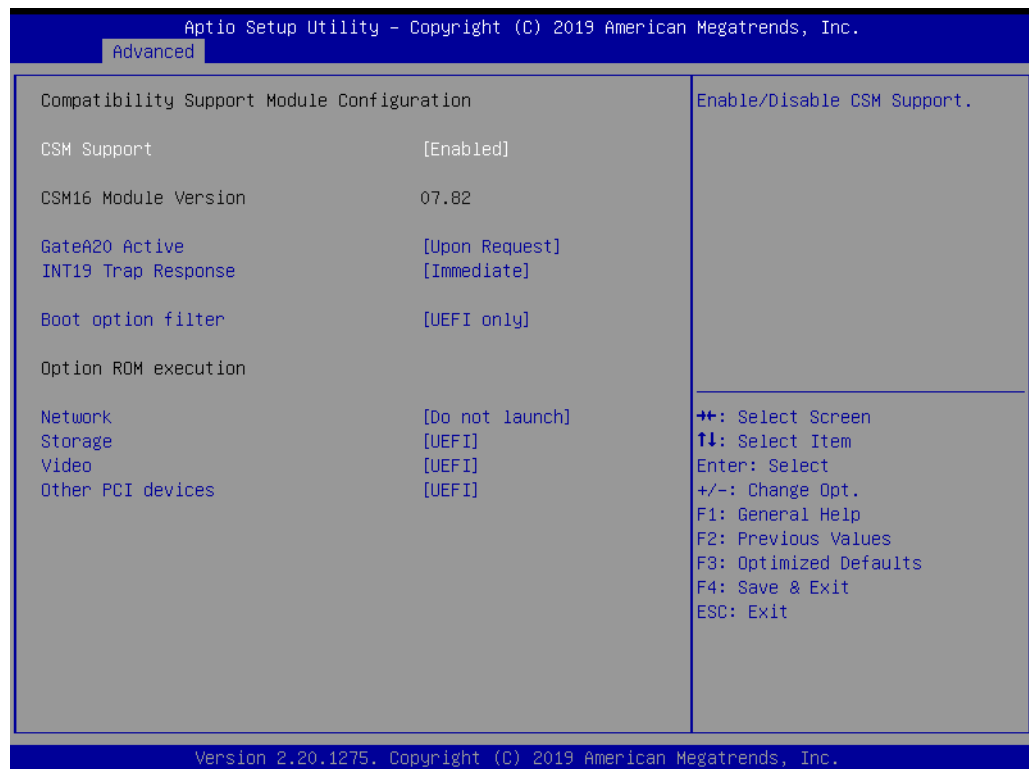 Aptio Setup Utility – Copyright (C) 2019 American Megatrends, Inc.
Advanced
Compatibility Support Module Configuration
CSM Support [Enabled]
CSM16 Module Version 07.82
GateA20 Active [Upon Request]
INT19 Trap Response [Immediate]
Boot option filter [UEFI only]
Option ROM execution
Network [Do not launch]
Storage [UEFI]
Video [UEFI]
Other PCI devices [UEFI]
Enable/Disable CSM Support.
→←: Select Screen
↑↓: Select Item
Enter: Select
+/-: Change Opt.
F1: General Help
F2: Previous Values
F3: Optimized Defaults
F4: Save & Exit
ESC: Exit
Version 2.20.1275. Copyright (C) 2019 American Megatrends, Inc.